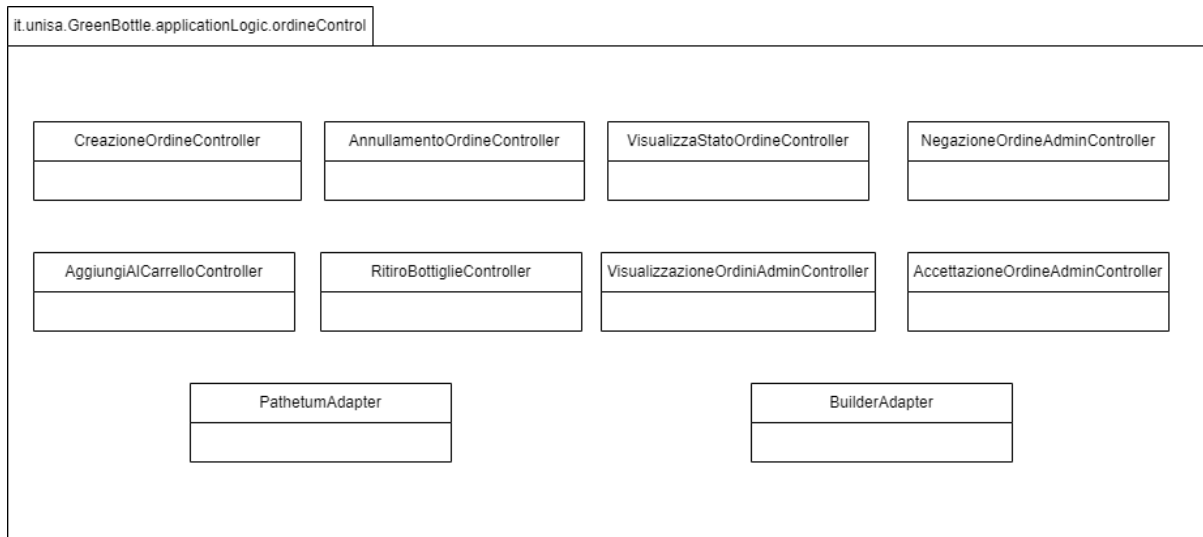 it.unisa.GreenBottle.applicationLogic.ordineControl
CreazioneOrdineController
AnnullamentoOrdineController
VisualizzaStatoOrdineController
NegazioneOrdineAdminController
AggiungiAlCarrelloController
RitiroBottiglieController
VisualizzazioneOrdiniAdminController
AccettazioneOrdineAdminController
PathetumAdapter
BuilderAdapter